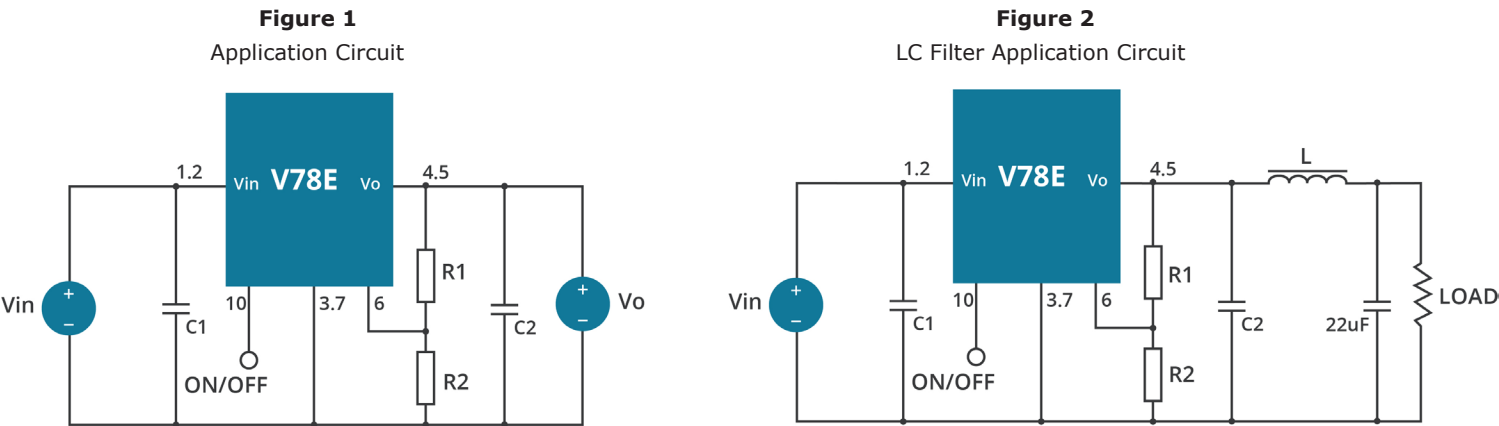 Figure 1
Application Circuit
1.2
Vin V78E Vo
4.5
R1
Vin
+
−
C1
10
3.7
6
C2
+
−
Vo
ON/OFF
R2
Figure 2
LC Filter Application Circuit
1.2
Vin V78E Vo
4.5
L
R1
Vin
+
−
C1
10
3.7
6
C2
22uF
LOAD
ON/OFF
R2